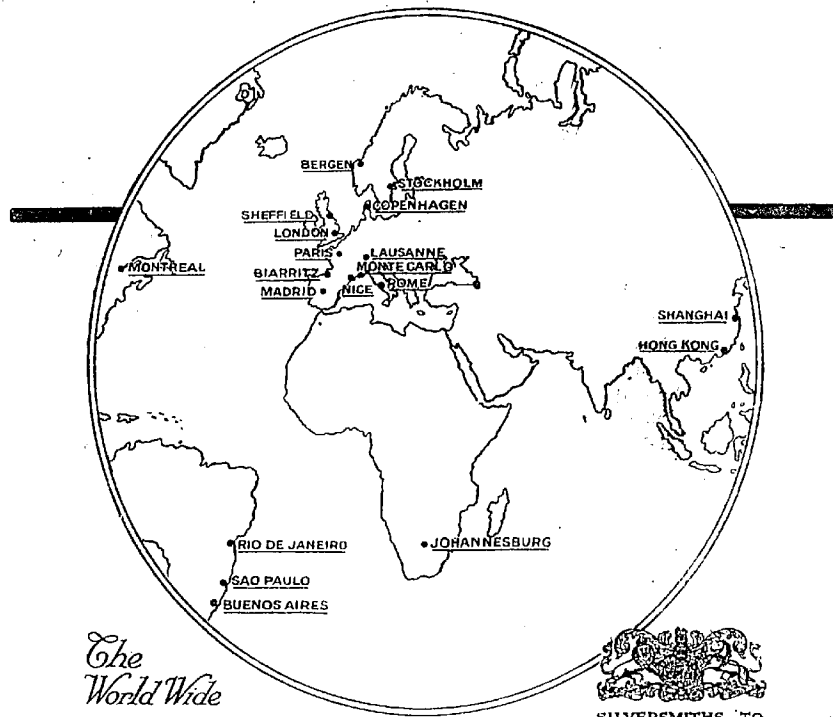 BERGEN
STOCKHOLM
COPENHAGEN
SHEFFIELD
LONDON
PARIS
LAUSANNE
MONTREAL
BIARRITZ
MONTE CARLO
MADRID
NICE
ROME
SHANGHAI
HONG KONG
RIO DE JANEIRO
JOHANNESBURG
SAO PAULO
BUENOS AIRES
The
World Wide
SILVERSMITHS TO